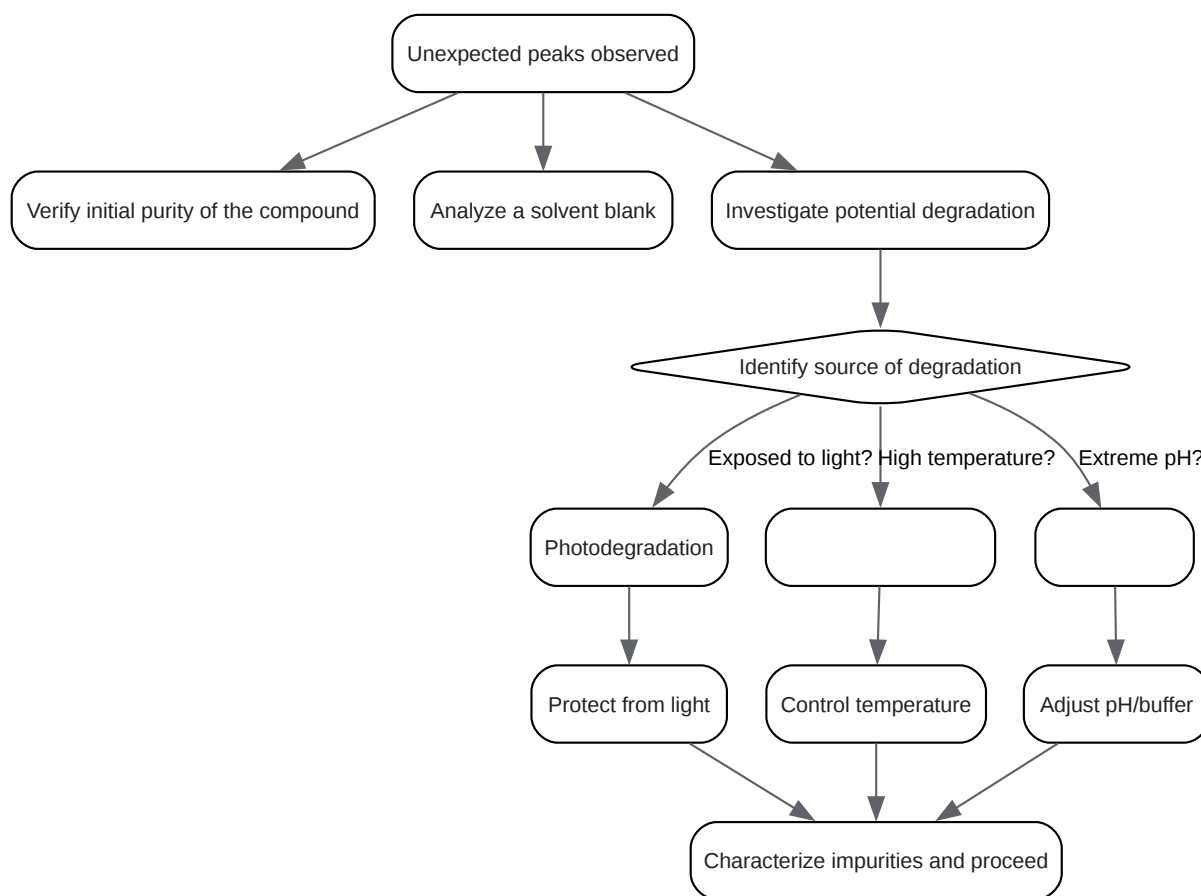 Unexpected peaks observed
Verify initial purity of the compound
Analyze a solvent blank
Investigate potential degradation
Identify source of degradation
Exposed to light?
High temperature?
Extreme pH?
Photodegradation
Protect from light
Control temperature
Adjust pH/buffer
Characterize impurities and proceed